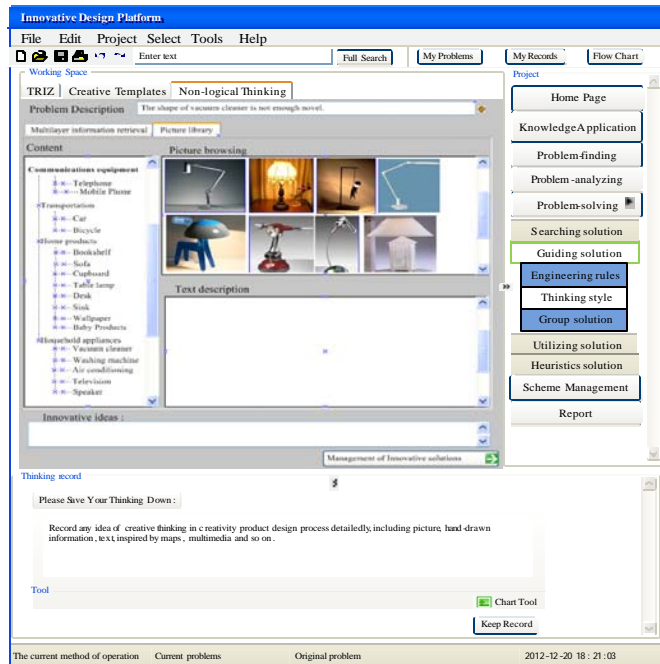 Innovative Design Platform
File Edit Project Select Tools Help
Enter text Full Search My Problems My Records Flow Chart
Working Space
TRIZ Creative Templates Non-logical Thinking
Problem Description The shape of vacuum cleaner is not enough novel.
Multilayer information retrieval Picture library
Content
Communications equipment
Telephone
Mobile Phone
Transportation
Car
Bicycle
Home products
Bookshelf
Sofa
Cupboard
Table lamp
Desk
Sink
Wallpaper
Baby Products
Household appliances
Vacuum cleaner
Washing machine
Air conditioning
Television
Speaker
Picture browsing
Text description
Innovative ideas :
Management of Innovative solutions
Project
Home Page
KnowledgeApplication
Problem-finding
Problem-analyzing
Problem-solving
Searching solution
Guiding solution
Engineering rules
Thinking style
Group solution
Utilizing solution
Heuristics solution
Scheme Management
Report
Thinking record
Please Save Your Thinking Down :
Record any idea of creative thinking in creativity product design process detailedly, including picture, hand-drawn
information, text, inspired by maps, multimedia and so on.
Tool
Chart Tool
Keep Record
The current method of operation Current problems Original problem 2012-12-20 18 : 21 : 03